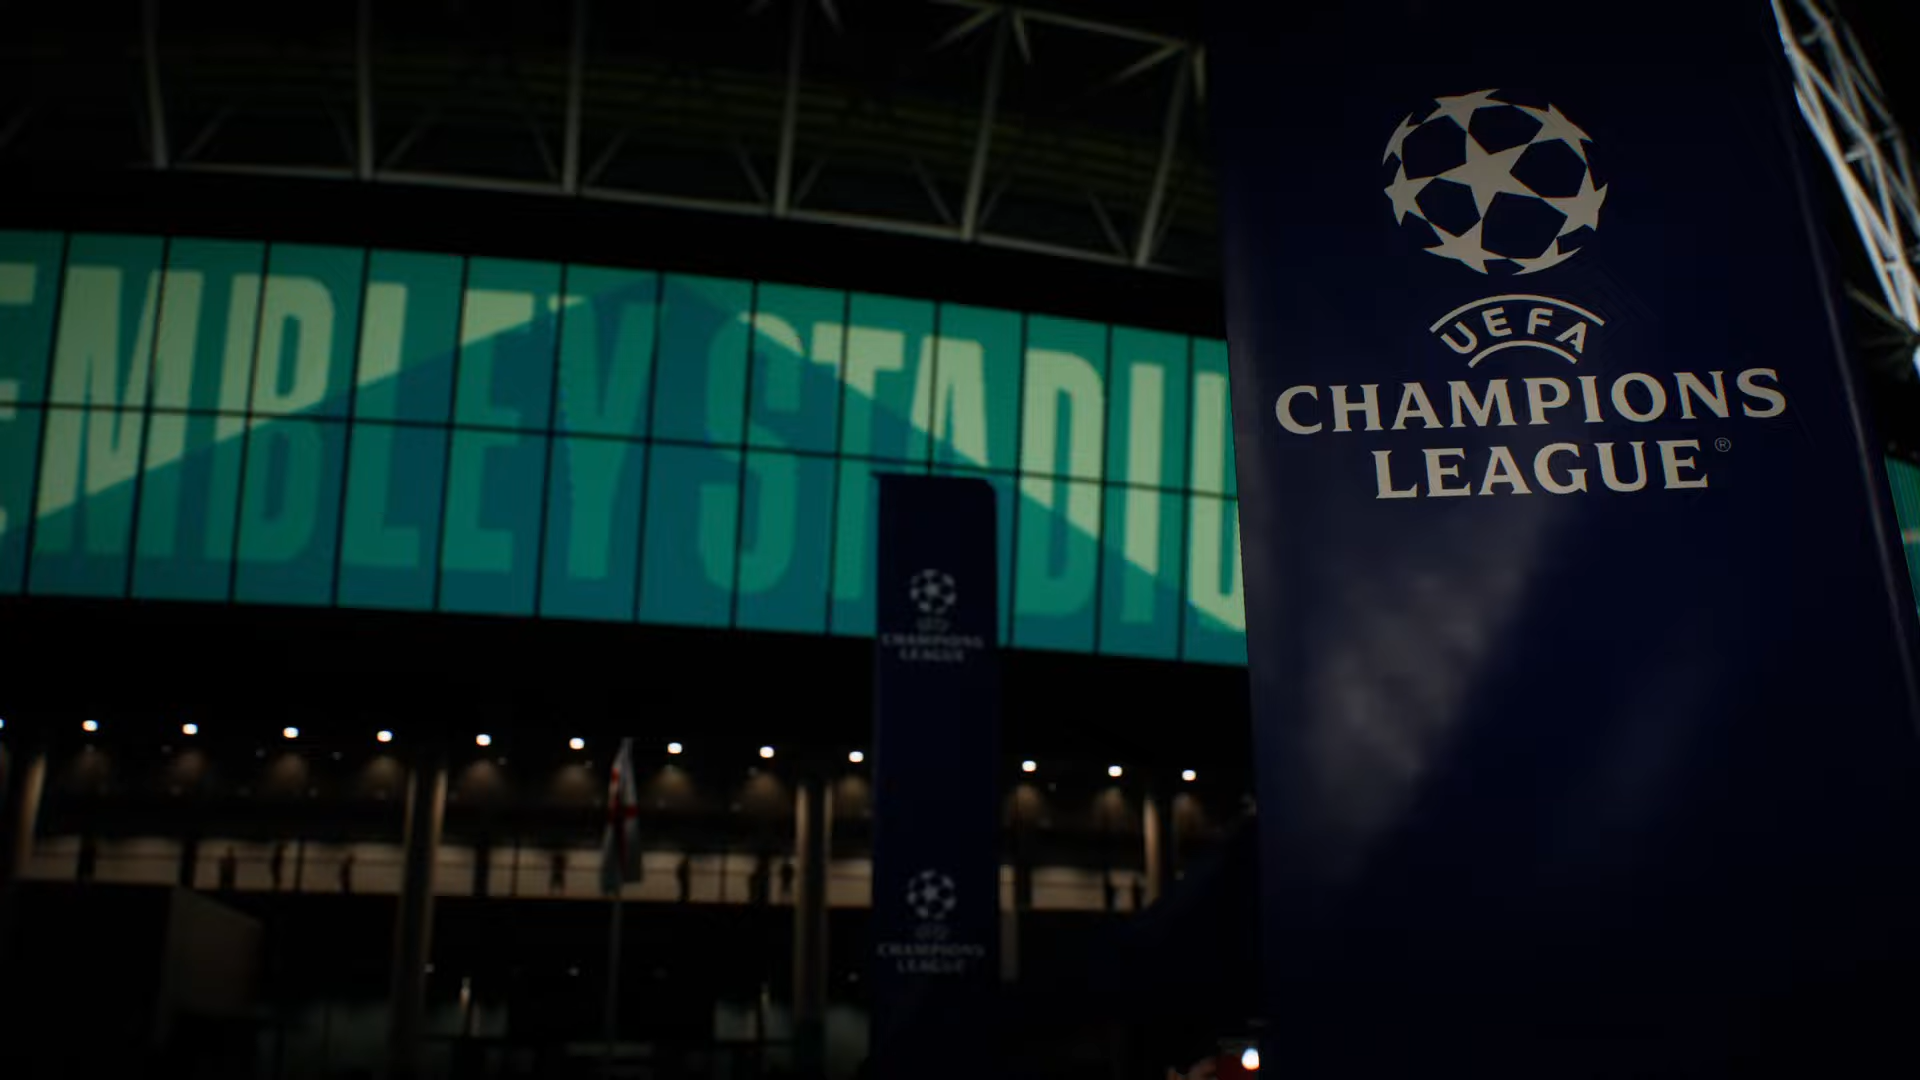 EMBLEY STADIU
UEFA
CHAMPIONS
LEAGUE®
CHAMPIONS
LEAGUE
CHAMPIONS
LEAGUE